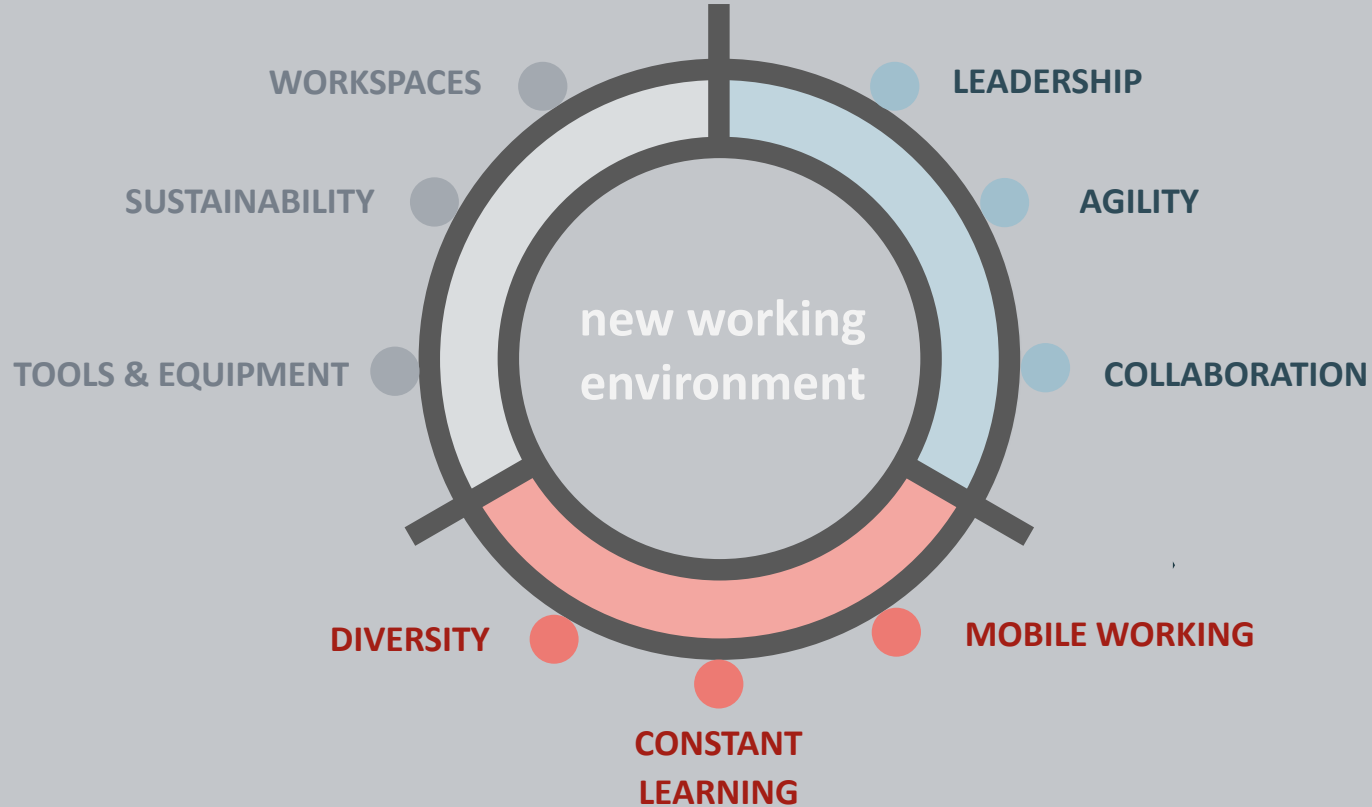 WORKSPACES
LEADERSHIP
SUSTAINABILITY
AGILITY
new working
environment
TOOLS & EQUIPMENT
COLLABORATION
DIVERSITY
MOBILE WORKING
CONSTANT
LEARNING